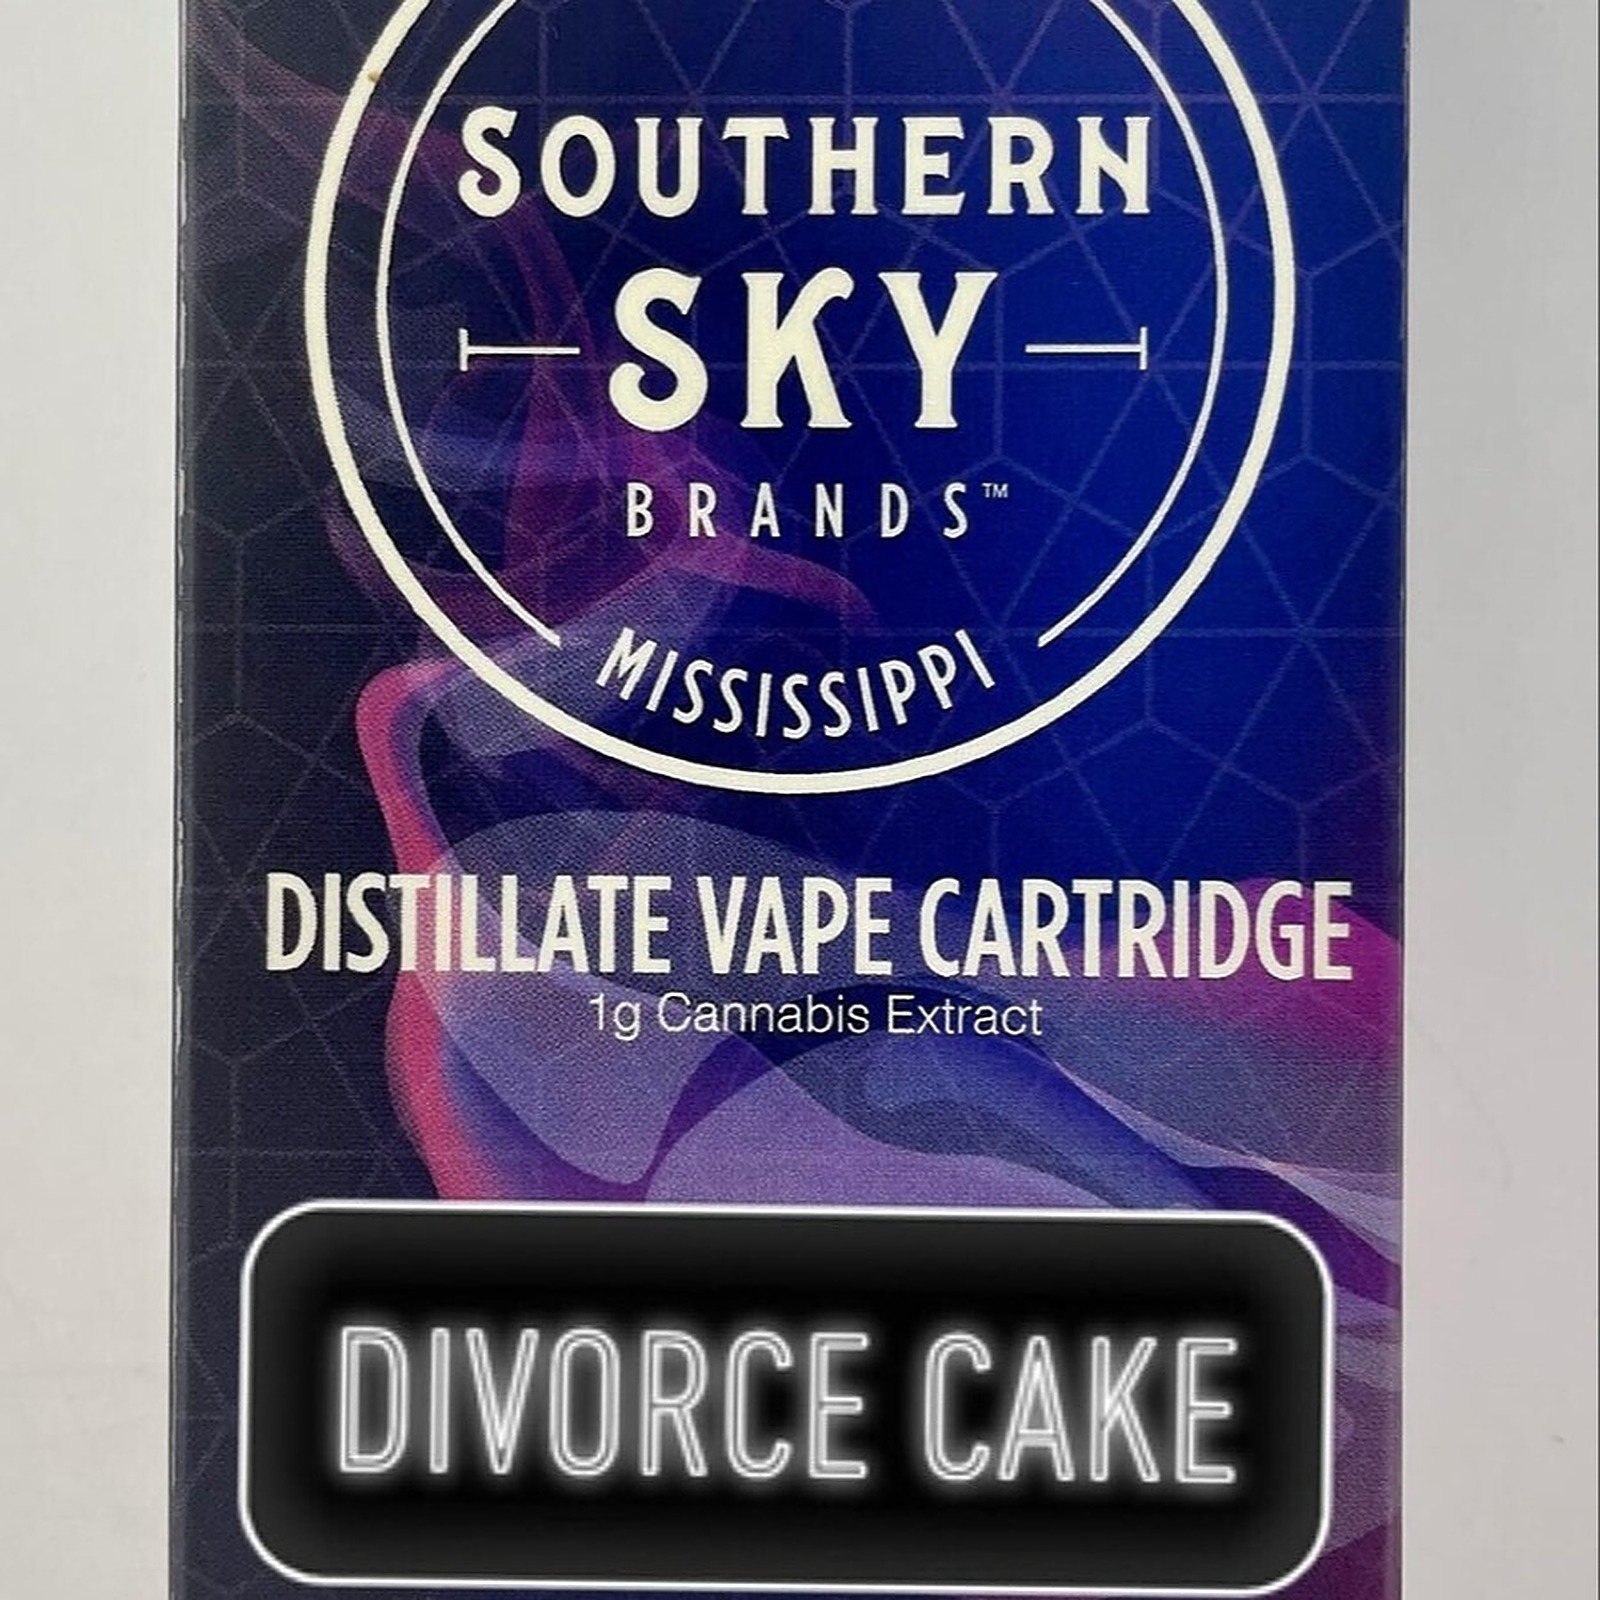 SOUTHERN
SKY
BRANDS™
MISSISSIPPI
DISTILLATE VAPE CARTRIDGE
1g Cannabis Extract
DIVORCE CAKE